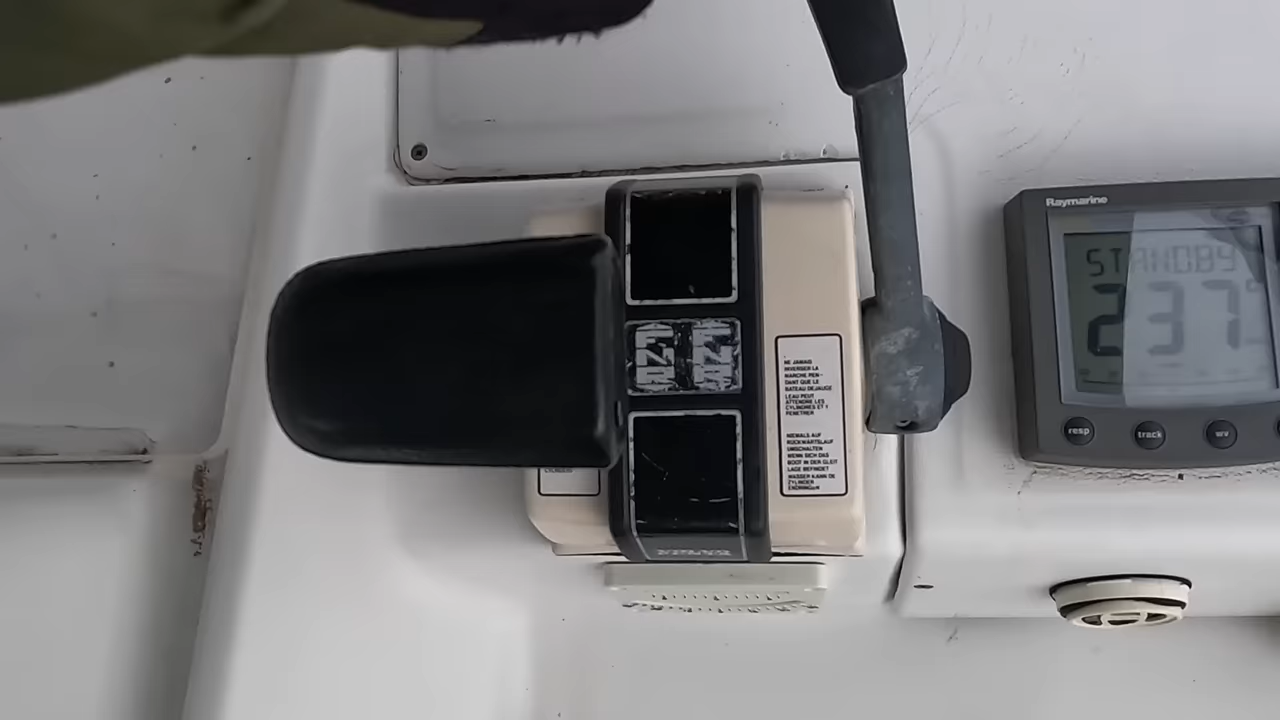 Raymarine
STANDBY
237°
resp
track
F
N
R
F
N
R
NE JAMAIS
INVERSER LA
MARCHE PEN-
DANT QUE LE
BATEAU DEJAUGE
LEAU PEUT
ATTENDRE LES
CYLINDRES ET Y
PENETRER
NIEMALS AUF
RÜCKWÄRTSLAUF
UMSCHALTEN
WENN SICH DAS
BOOT IN DER GLEIT
LAGE BEFINDET
WASSER KANN DE
ZYLINDER